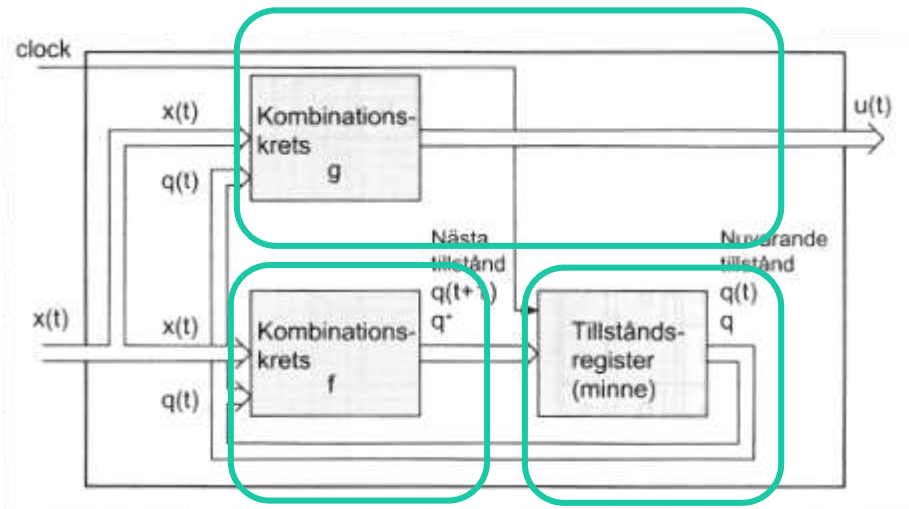 clock
x(t)
Kombinations-
krets
g
u(t)
q(t)
Nästa
tillstånd
q(t+1)
q⁺
Nuvarande
tillstånd
q(t)
q
x(t)
x(t)
Kombinations-
krets
f
q(t)
Tillstånds-
register
(minne)